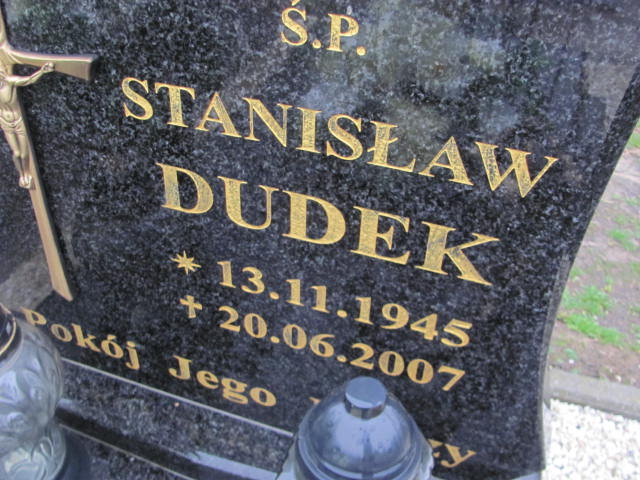 Ś.P.
STANISŁAW
DUDEK
* 13.11.1945
✝ 20.06.2007
Pokój Jego